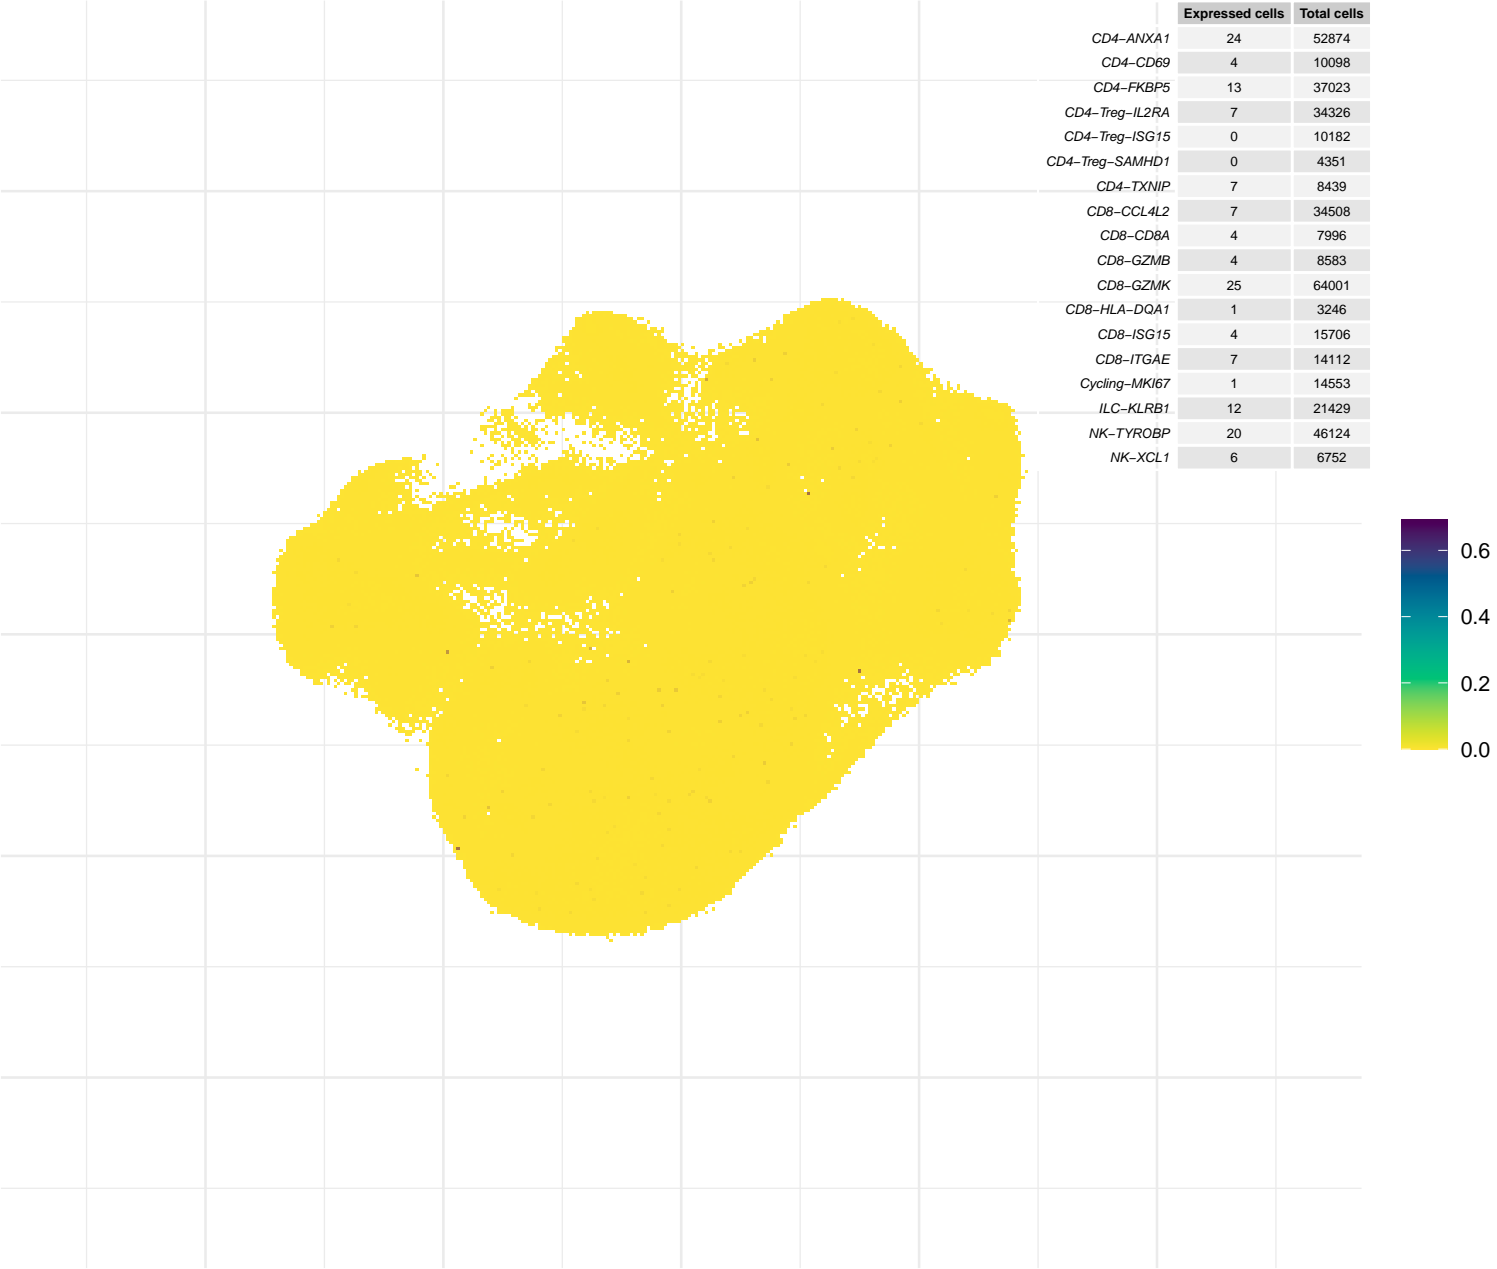 Expressed cells Total cells
CD4−ANXA1 24 52874
CD4−CD69 4 10098
CD4−FKBP5 13 37023
CD4−Treg−IL2RA 7 34326
CD4−Treg−ISG15 0 10182
CD4−Treg−SAMHD1 0 4351
CD4−TXNIP 7 8439
CD8−CCL4L2 7 34508
CD8−CD8A 4 7996
CD8−GZMB 4 8583
CD8−GZMK 25 64001
CD8−HLA−DQA1 1 3246
CD8−ISG15 4 15706
CD8−ITGAE 7 14112
Cycling−MKI67 1 14553
ILC−KLRB1 12 21429
NK−TYROBP 20 46124
NK−XCL1 6 6752
0.6
0.4
0.2
0.0